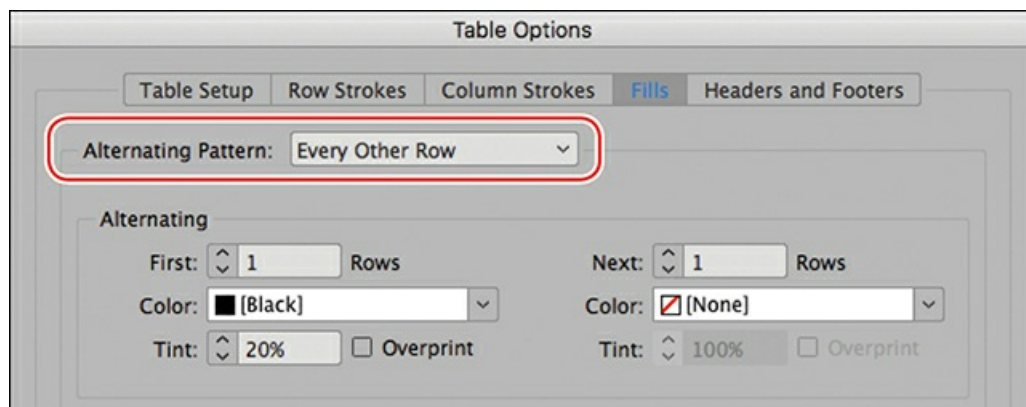 Table Options
Table Setup Row Strokes Column Strokes Fills Headers and Footers
Alternating Pattern: Every Other Row
Alternating
First: 1 Rows Next: 1 Rows
Color: [Black] Color: [None]
Tint: 20% Overprint Tint: 100% Overprint